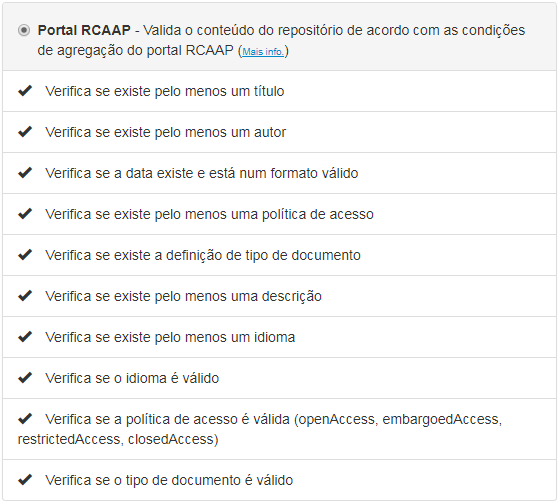 Portal RCAAP - Valida o conteúdo do repositório de acordo com as condições
de agregação do portal RCAAP (Mais info.)
Verifica se existe pelo menos um título
Verifica se existe pelo menos um autor
Verifica se a data existe e está num formato válido
Verifica se existe pelo menos uma política de acesso
Verifica se existe a definição de tipo de documento
Verifica se existe pelo menos uma descrição
Verifica se existe pelo menos um idioma
Verifica se o idioma é válido
Verifica se a política de acesso é válida (openAccess, embargoedAccess,
restrictedAccess, closedAccess)
Verifica se o tipo de documento é válido